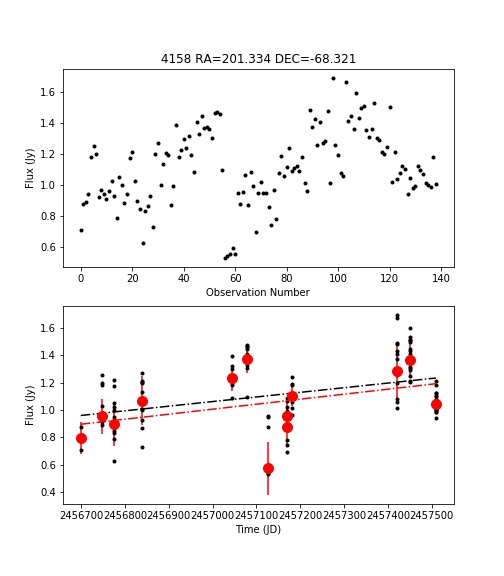 4158 RA=201.334 DEC=-68.321
1.6
1.4
1.2
1.0
0.8
0.6
Flux (Jy)
0 20 40 60 80 100 120 140
Observation Number
1.6
1.4
1.2
1.0
0.8
0.6
0.4
Flux (Jy)
2456700 2456800 2456900 2457000 2457100 2457200 2457300 2457400 2457500
Time (JD)